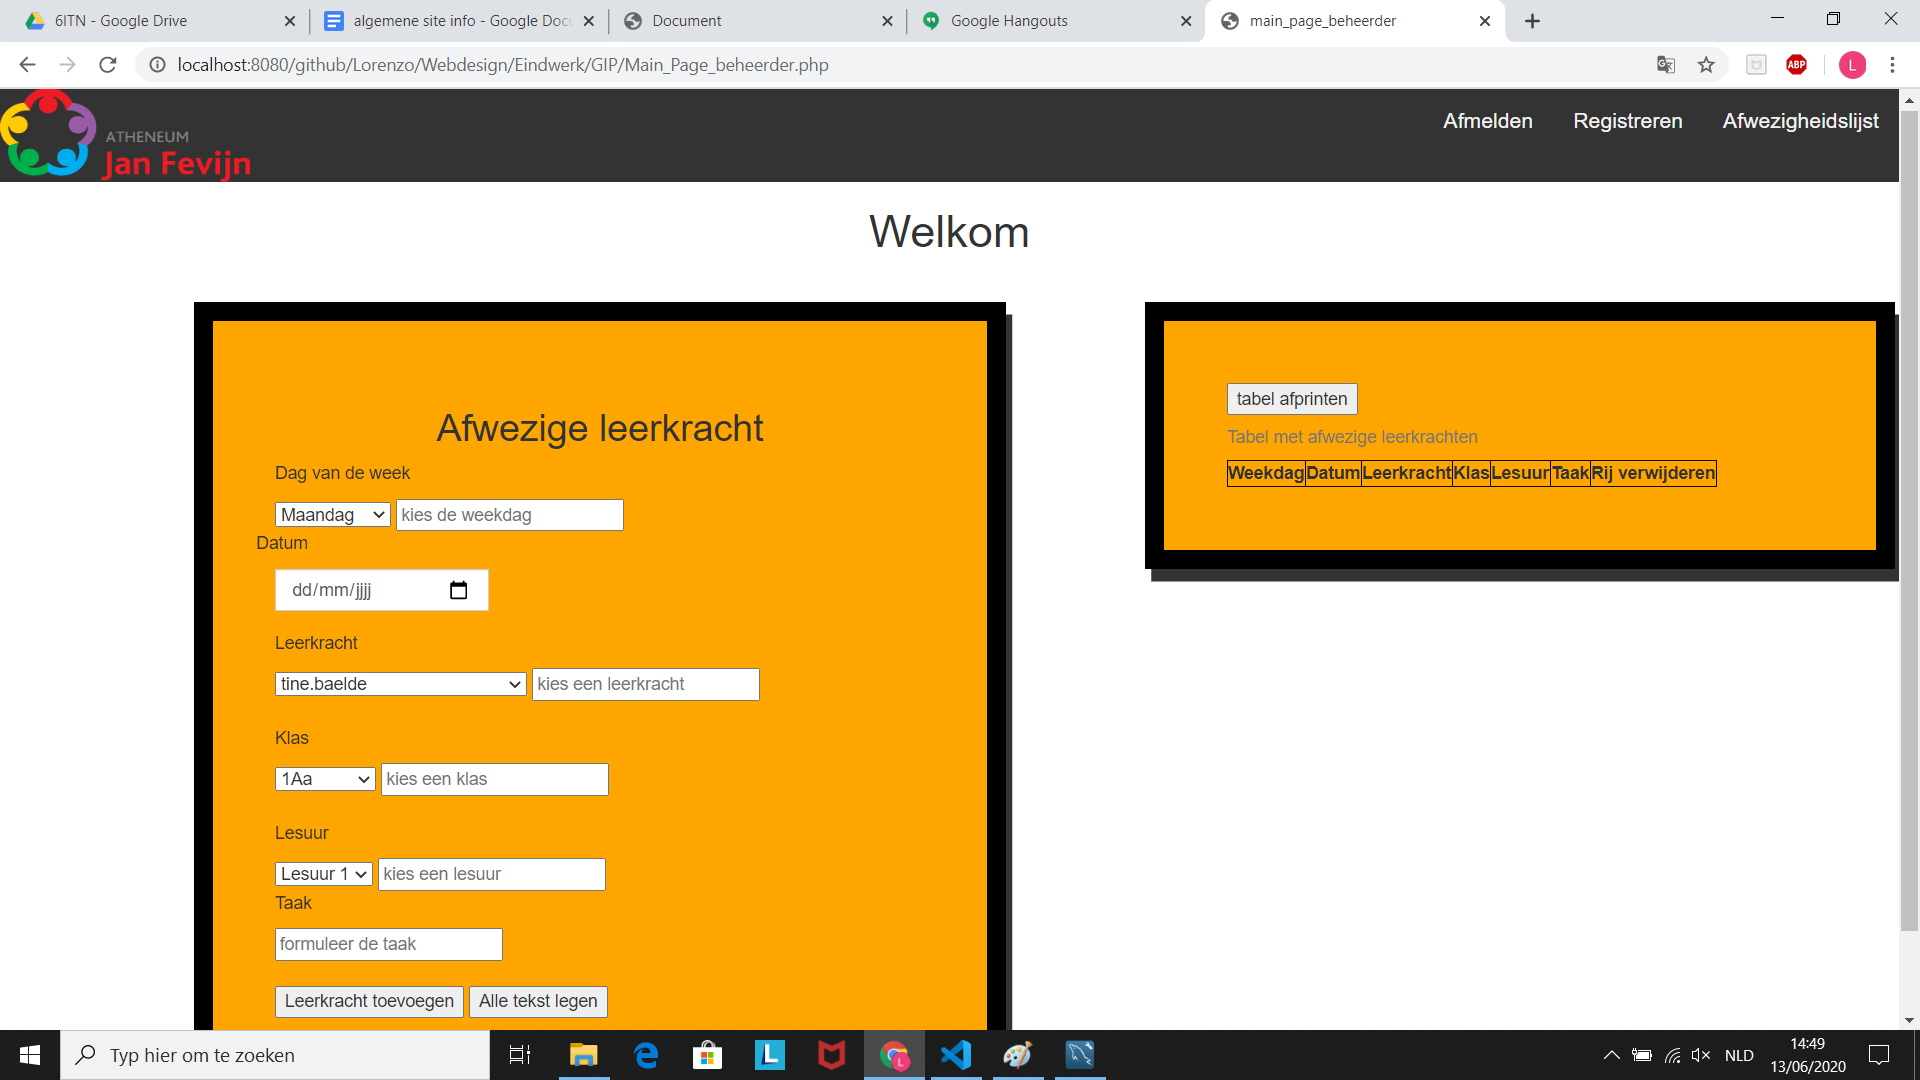 6ITN - Google Drive
algemene site info - Google Docu
Document
Google Hangouts
main_page_beheerder
localhost:8080/github/Lorenzo/Webdesign/Eindwerk/GIP/Main_Page_beheerder.php
ABP
L
ATHENEUM
Jan Fevijn
Afmelden Registreren Afwezigheidslijst
Welkom
Afwezige leerkracht
Dag van de week
Maandag kies de weekdag
Datum
dd/mm/jjjj
Leerkracht
tine.baelde kies een leerkracht
Klas
1Aa kies een klas
Lesuur
Lesuur 1 kies een lesuur
Taak
formuleer de taak
Leerkracht toevoegen Alle tekst legen
tabel afprinten
Tabel met afwezige leerkrachten
Weekdag Datum Leerkracht Klas Lesuur Taak Rij verwijderen
Typ hier om te zoeken
L
L
NLD
14:49
13/06/2020